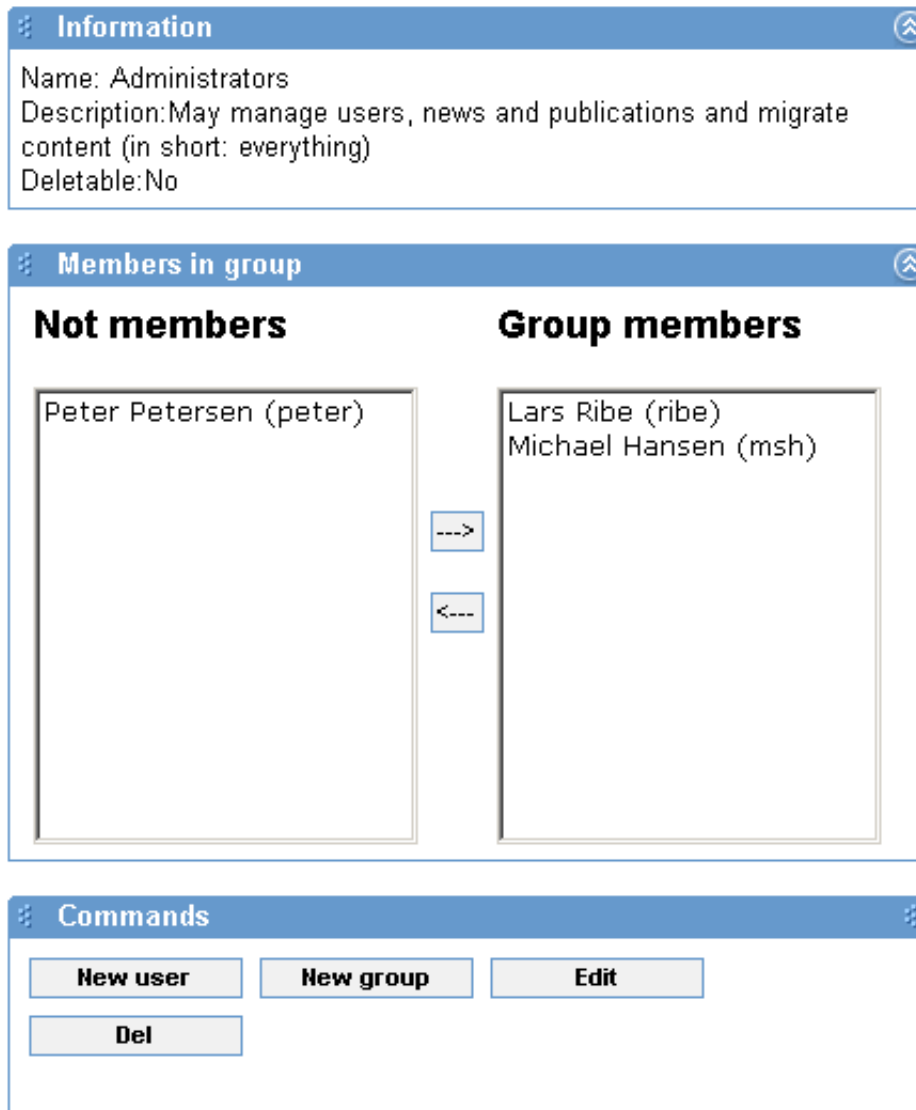 Information
Name: Administrators
Description:May manage users, news and publications and migrate
content (in short: everything)
Deletable:No
Members in group
Not members
Group members
Peter Petersen (peter)
Lars Ribe (ribe)
Michael Hansen (msh)
--->
<---
Commands
New user
New group
Edit
Del